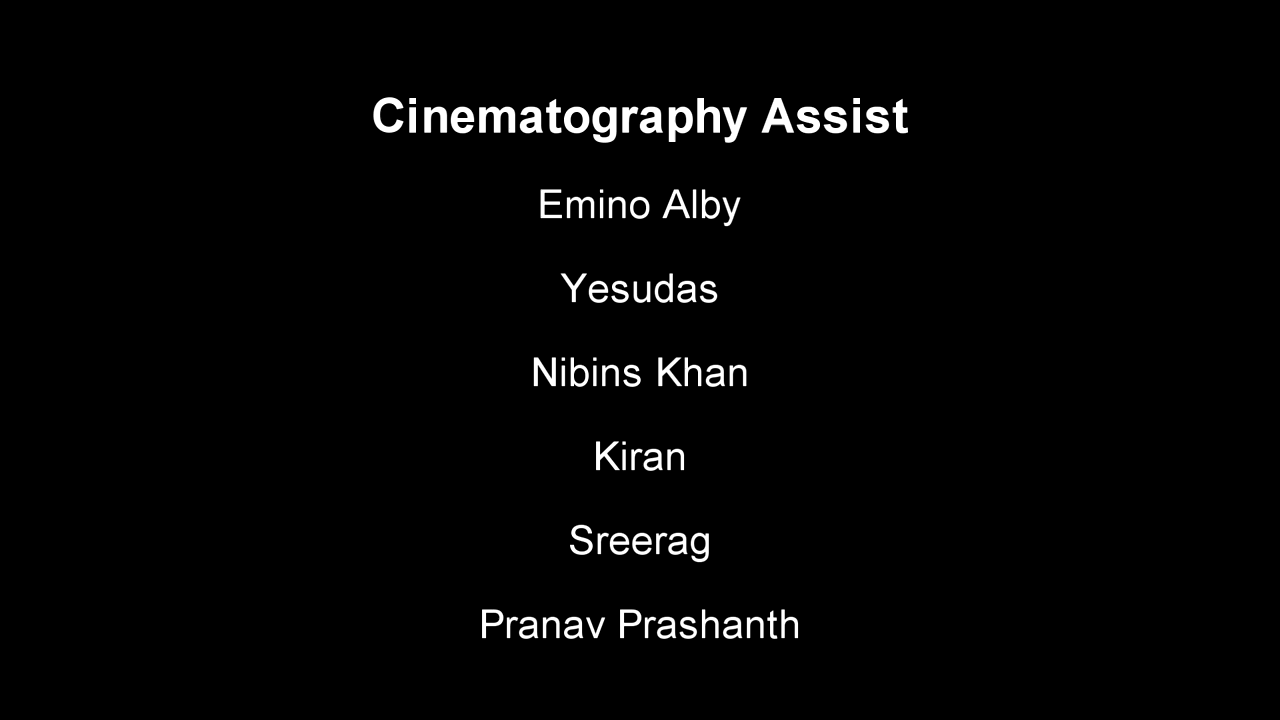 Cinematography Assist
Emino Alby
Yesudas
Nibins Khan
Kiran
Sreerag
Pranav Prashanth